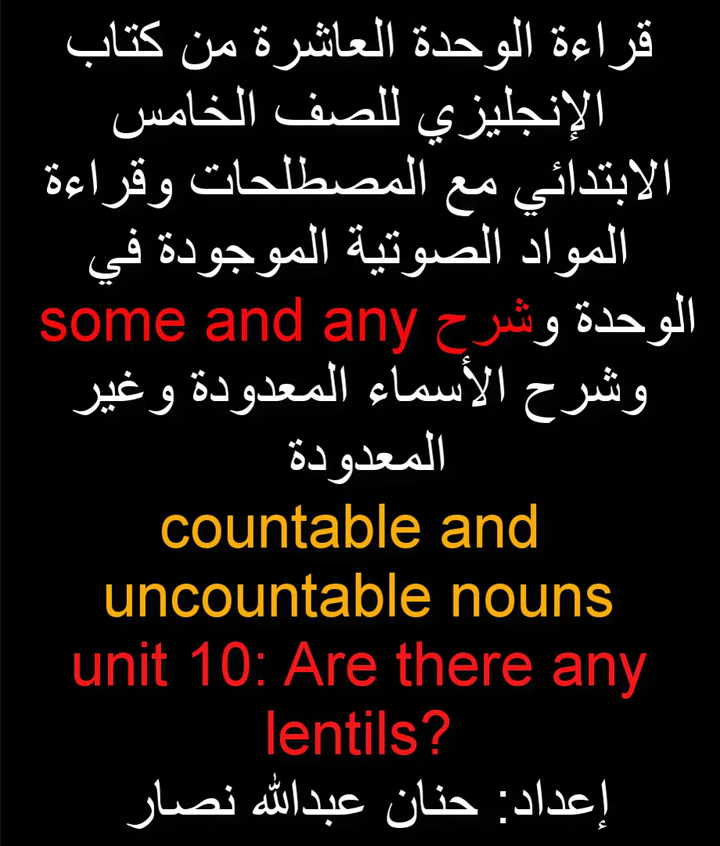 قراءة الوحدة العاشرة من كتاب
الإنجليزي للصف الخامس
الابتدائي مع المصطلحات وقراءة
المواد الصوتية الموجودة في
الوحدة وشرح some and any
وشرح الأسماء المعدودة وغير
المعدودة
countable and
uncountable nouns
unit 10: Are there any
lentils?
إعداد: حنان عبدالله نصار